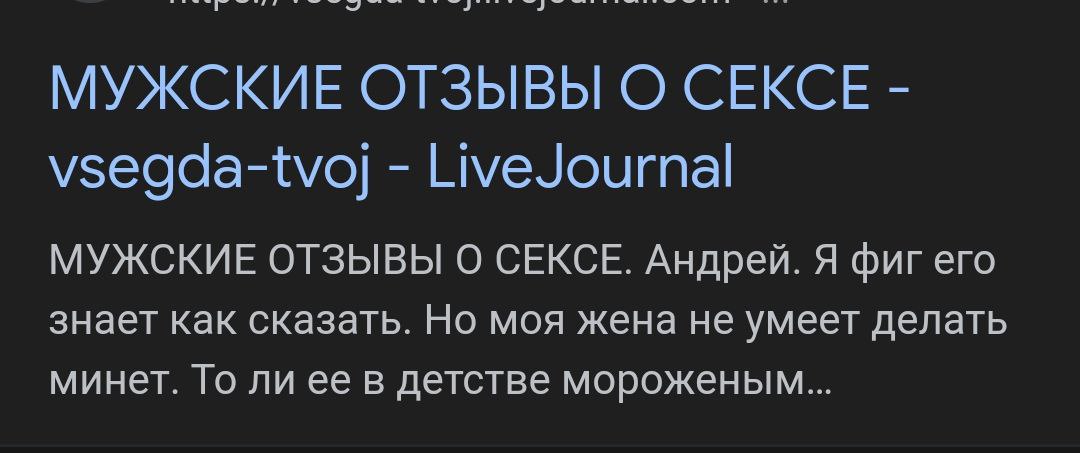 МУЖСКИЕ ОТЗЫВЫ О СЕКСЕ -
vsegda-tvoj - LiveJournal
МУЖСКИЕ ОТЗЫВЫ О СЕКСЕ. Андрей. Я фиг его
знает как сказать. Но моя жена не умеет делать
минет. То ли ее в детстве мороженым...